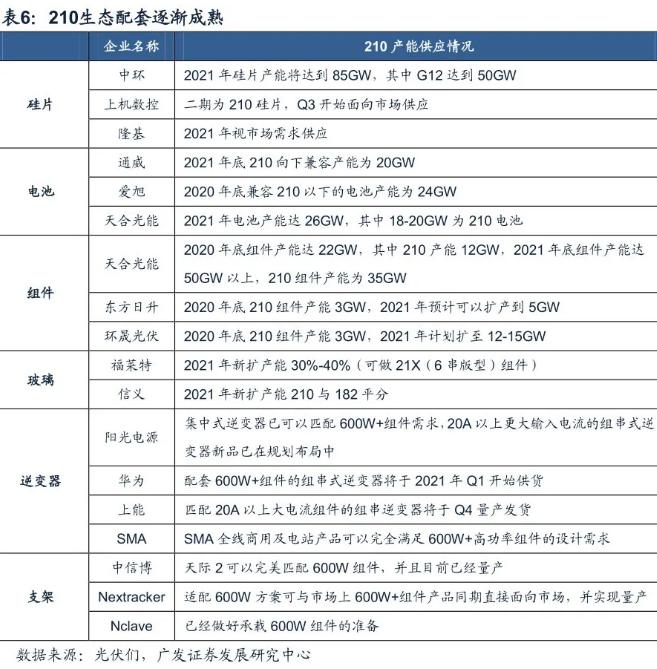 表6：210生态配套逐渐成熟
企业名称 210 产能供应情况
硅片
中环 2021 年硅片产能将达到 85GW，其中 G12 达到 50GW
上机数控 二期为 210 硅片，Q3 开始面向市场供应
隆基 2021 年视市场需求供应
电池
通威 2021 年底 210 向下兼容产能为 20GW
爱旭 2020 年底兼容 210 以下的电池产能为 24GW
天合光能 2021 年电池产能达 26GW，其中 18-20GW 为 210 电池
组件
天合光能 2020 年底组件产能达 22GW，其中 210 产能 12GW，2021 年底组件产能达
50GW 以上，210 组件产能为 35GW
东方日升 2020 年底 210 组件产能 3GW，2021 年预计可以扩产到 5GW
环晟光伏 2020 年底 210 组件产能 3GW，2021 年计划扩至 12-15GW
玻璃
福莱特 2021 年新扩产能 30%-40%（可做 21X（6 串版型）组件）
信义 2021 年新扩产能 210 与 182 平分
逆变器
阳光电源 集中式逆变器已可以匹配 600W+组件需求，20A 以上更大输入电流的组串式逆
变器新品已在规划布局中
华为 配套 600W+组件的组串式逆变器将于 2021 年 Q1 开始供货
上能 匹配 20A 以上大电流组件的组串逆变器将于 Q4 量产发货
SMA SMA 全线商用及电站产品可以完全满足 600W+高功率组件的设计需求
支架
中信博 天际 2 可以完美匹配 600W 组件，并且目前已经量产
Nextracker 适配 600W 方案可与市场上 600W+组件产品同期直接面向市场，并实现量产
Nclave 已经做好承载 600W 组件的准备
数据来源：光伏们，广发证券发展研究中心